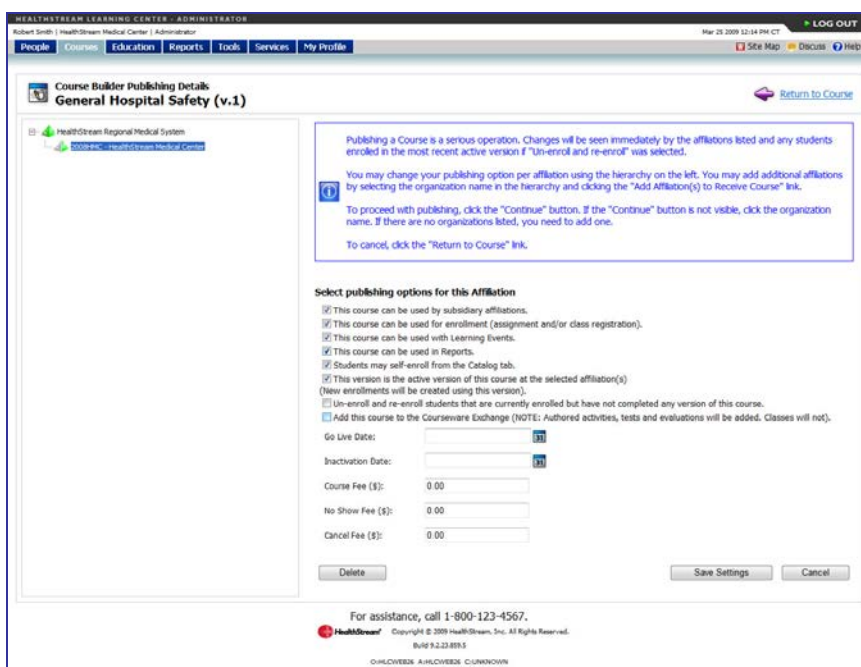 HEALTHSTREAM LEARNING CENTER - ADMINISTRATOR
LOG OUT
Robert Smith | HealthStream Medical Center | Administrator
Mar 25 2009 12:14 PM CT
People Courses Education Reports Tools Services My Profile
Site Map Discuss Help
Course Builder Publishing Details
General Hospital Safety (v.1)
Return to Course
HealthStream Regional Medical System
2008HMC - HealthStream Medical Center
Publishing a Course is a serious operation. Changes will be seen immediately by the affiliations listed and any students
enrolled in the most recent active version if "Un-enroll and re-enroll" was selected.
You may change your publishing option per affiliation using the hierarchy on the left. You may add additional affiliations
by selecting the organization name in the hierarchy and clicking the "Add Affiliation(s) to Receive Course" link.
To proceed with publishing, click the "Continue" button. If the "Continue" button is not visible, click the organization
name. If there are no organizations listed, you need to add one.
To cancel, click the "Return to Course" link.
Select publishing options for this Affiliation
This course can be used by subsidiary affiliations.
This course can be used for enrollment (assignment and/or class registration).
This course can be used with Learning Events.
This course can be used in Reports.
Students may self-enroll from the Catalog tab.
This version is the active version of this course at the selected affiliation(s)
(New enrollments will be created using this version).
Un-enroll and re-enroll students that are currently enrolled but have not completed any version of this course.
Add this course to the Courseware Exchange (NOTE: Authored activities, tests and evaluations will be added. Classes will not).
Go Live Date:
31
Inactivation Date:
31
Course Fee ($): 0.00
No Show Fee ($): 0.00
Cancel Fee ($): 0.00
Delete
Save Settings
Cancel
For assistance, call 1-800-123-4567.
HealthStream Copyright © 2009 HealthStream, Inc. All Rights Reserved.
Build 9.2.23.859.5
O:HLCWEB26 A:HLCWEB26 C:UNKNOWN